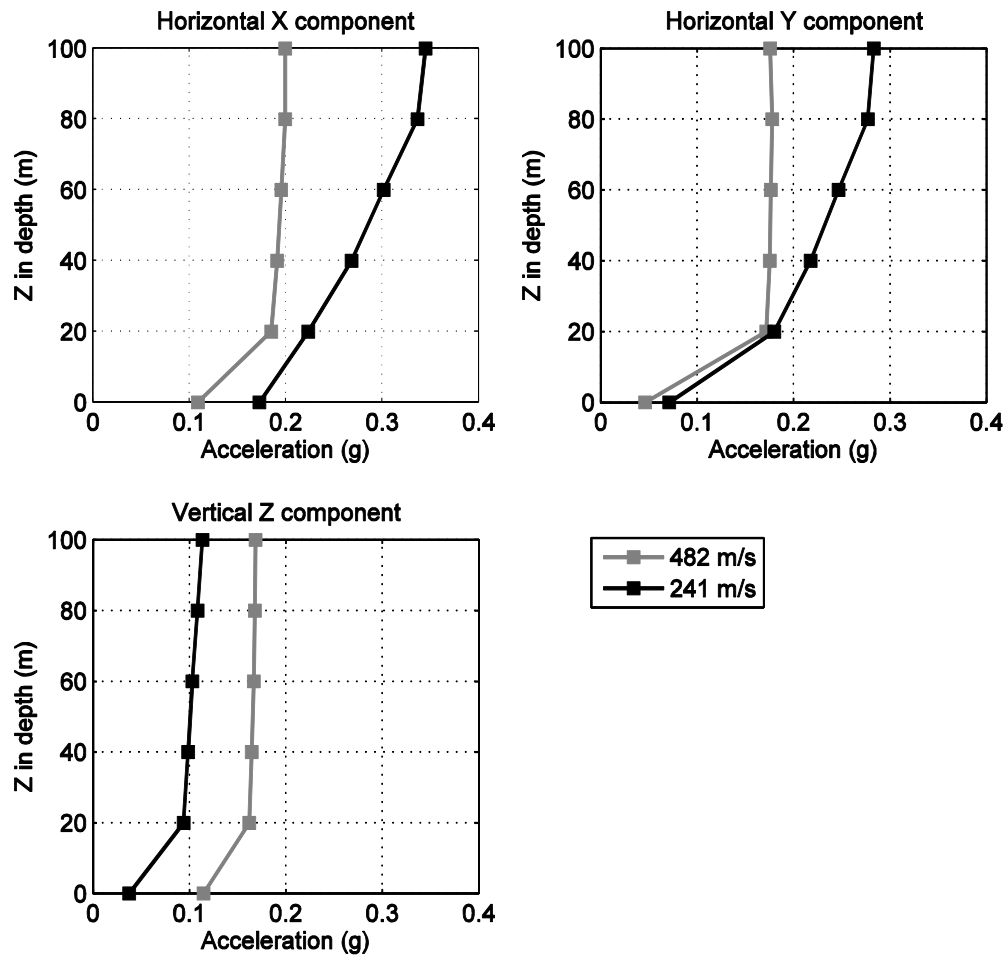 Horizontal X component
100
80
60
40
20
0
Z in depth (m)
0 0.1 0.2 0.3 0.4
Acceleration (g)
Horizontal Y component
100
80
60
40
20
0
Z in depth (m)
0 0.1 0.2 0.3 0.4
Acceleration (g)
Vertical Z component
100
80
60
40
20
0
Z in depth (m)
0 0.1 0.2 0.3 0.4
Acceleration (g)
482 m/s
241 m/s